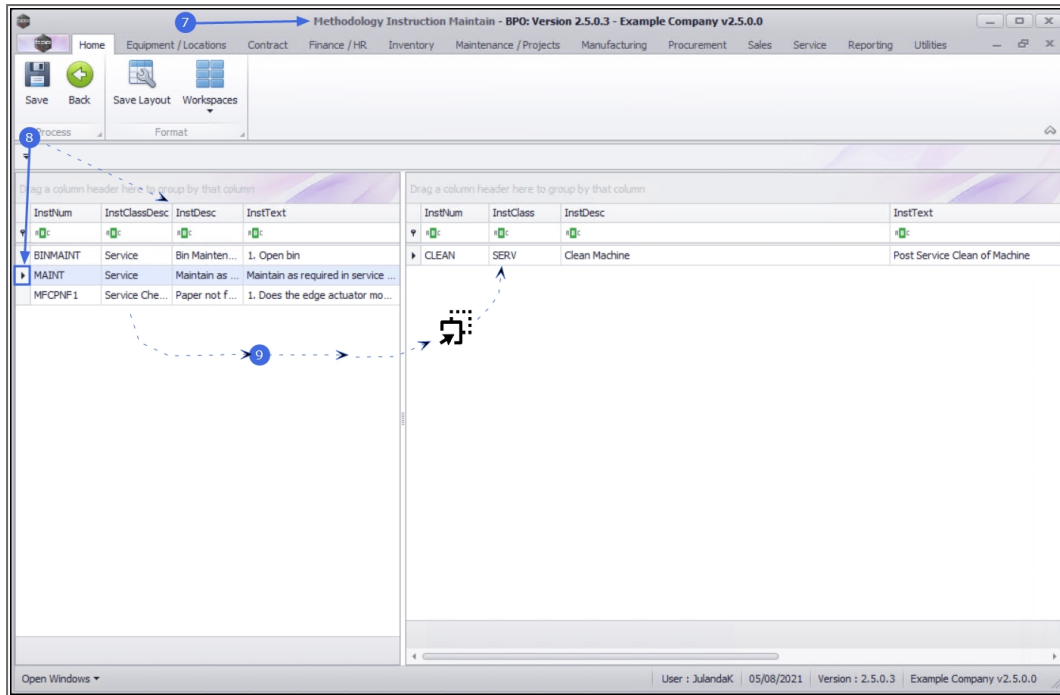 7
Methodology Instruction Maintain - BPO: Version 2.5.0.3 - Example Company v2.5.0.0
Home Equipment / Locations Contract Finance / HR Inventory Maintenance / Projects Manufacturing Procurement Sales Service Reporting Utilities
Save Back Save Layout Workspaces
Process Format
8
Drag a column header here to group by that column Drag a column header here to group by that column
InstNum InstClassDesc InstDesc InstText InstNum InstClass InstDesc InstText
BINMAINT Service Bin Mainten... 1. Open bin CLEAN SERV Clean Machine Post Service Clean of Machine
MAINT Service Maintain as ... Maintain as required in service ...
MFCPNF1 Service Che... Paper not f... 1. Does the edge actuator mo...
9
Open Windows User : JulandaK 05/08/2021 Version : 2.5.0.3 Example Company v2.5.0.0